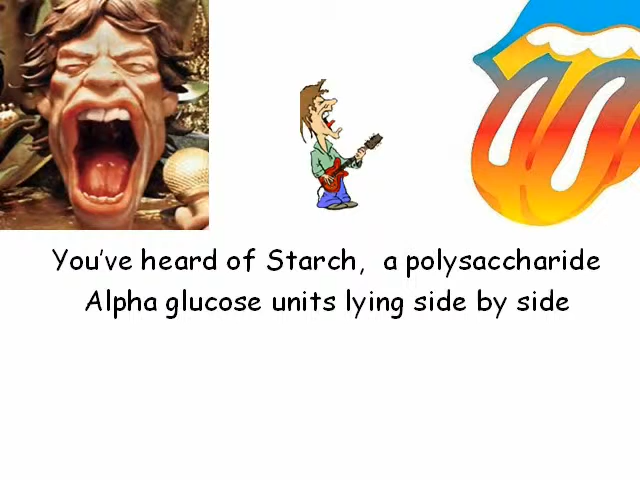 You've heard of Starch, a polysaccharide
Alpha glucose units lying side by side